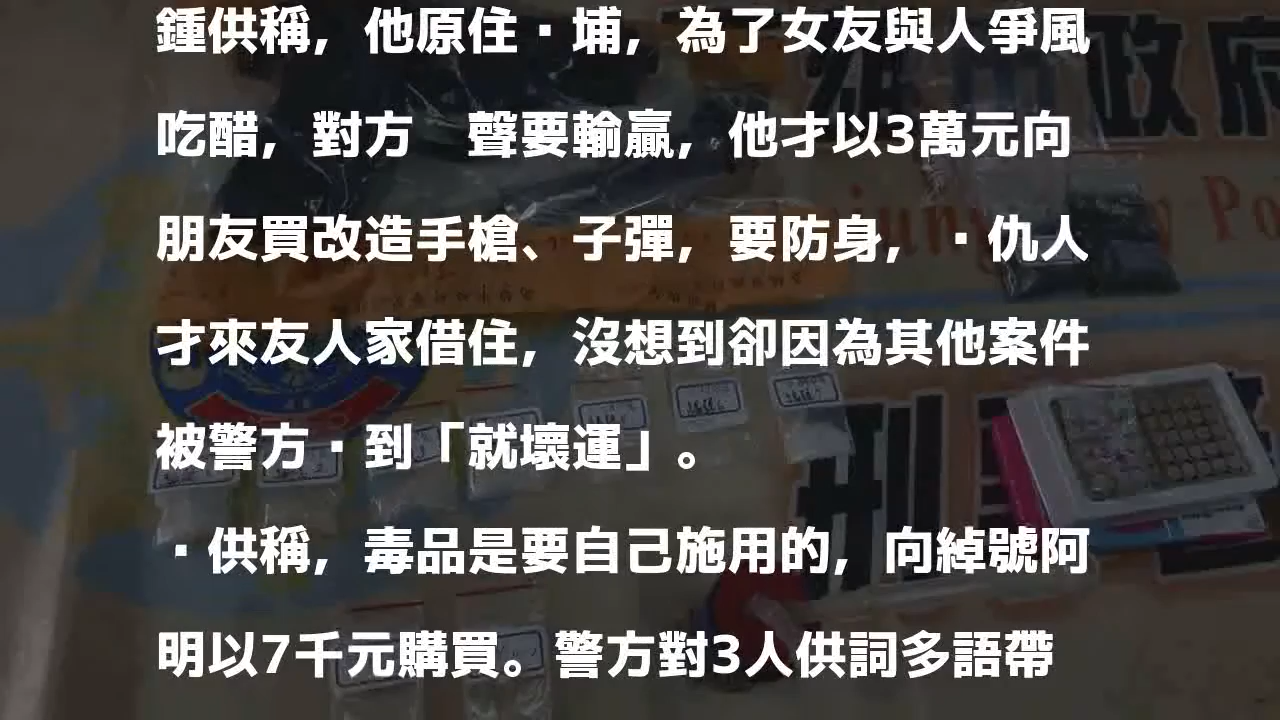 鍾供稱，他原住·埔，為了女友與人爭風
吃醋，對方　聲要輸贏，他才以3萬元向
朋友買改造手槍、子彈，要防身，·仇人
才來友人家借住，沒想到卻因為其他案件
被警方·到「就壞運」。
·供稱，毒品是要自己施用的，向綽號阿
明以7千元購買。警方對3人供詞多語帶